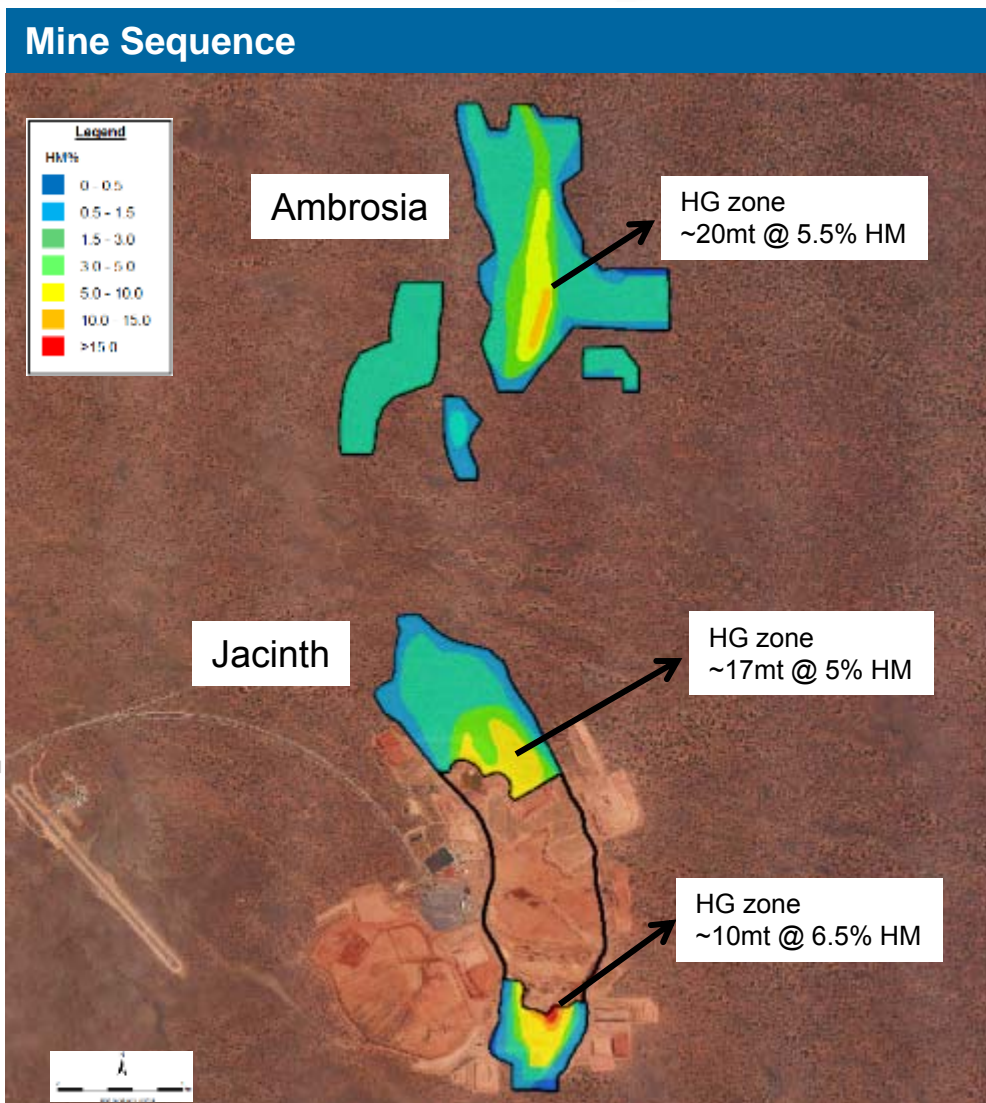 Mine Sequence
Legend
HM%
0 - 0.5
0.5 - 1.5
1.5 - 3.0
3.0 - 5.0
5.0 - 10.0
10.0 - 15.0
>15.0
Ambrosia
HG zone
~20mt @ 5.5% HM
Jacinth
HG zone
~17mt @ 5% HM
HG zone
~10mt @ 6.5% HM